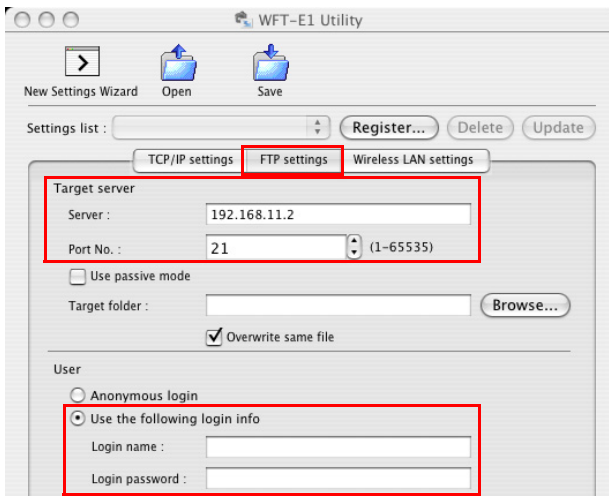 WFT-E1 Utility
New Settings Wizard Open Save
Settings list : Register... Delete Update
TCP/IP settings FTP settings Wireless LAN settings
Target server
Server : 192.168.11.2
Port No. : 21 (1-65535)
Use passive mode
Target folder : Browse...
Overwrite same file
User
Anonymous login
Use the following login info
Login name :
Login password :